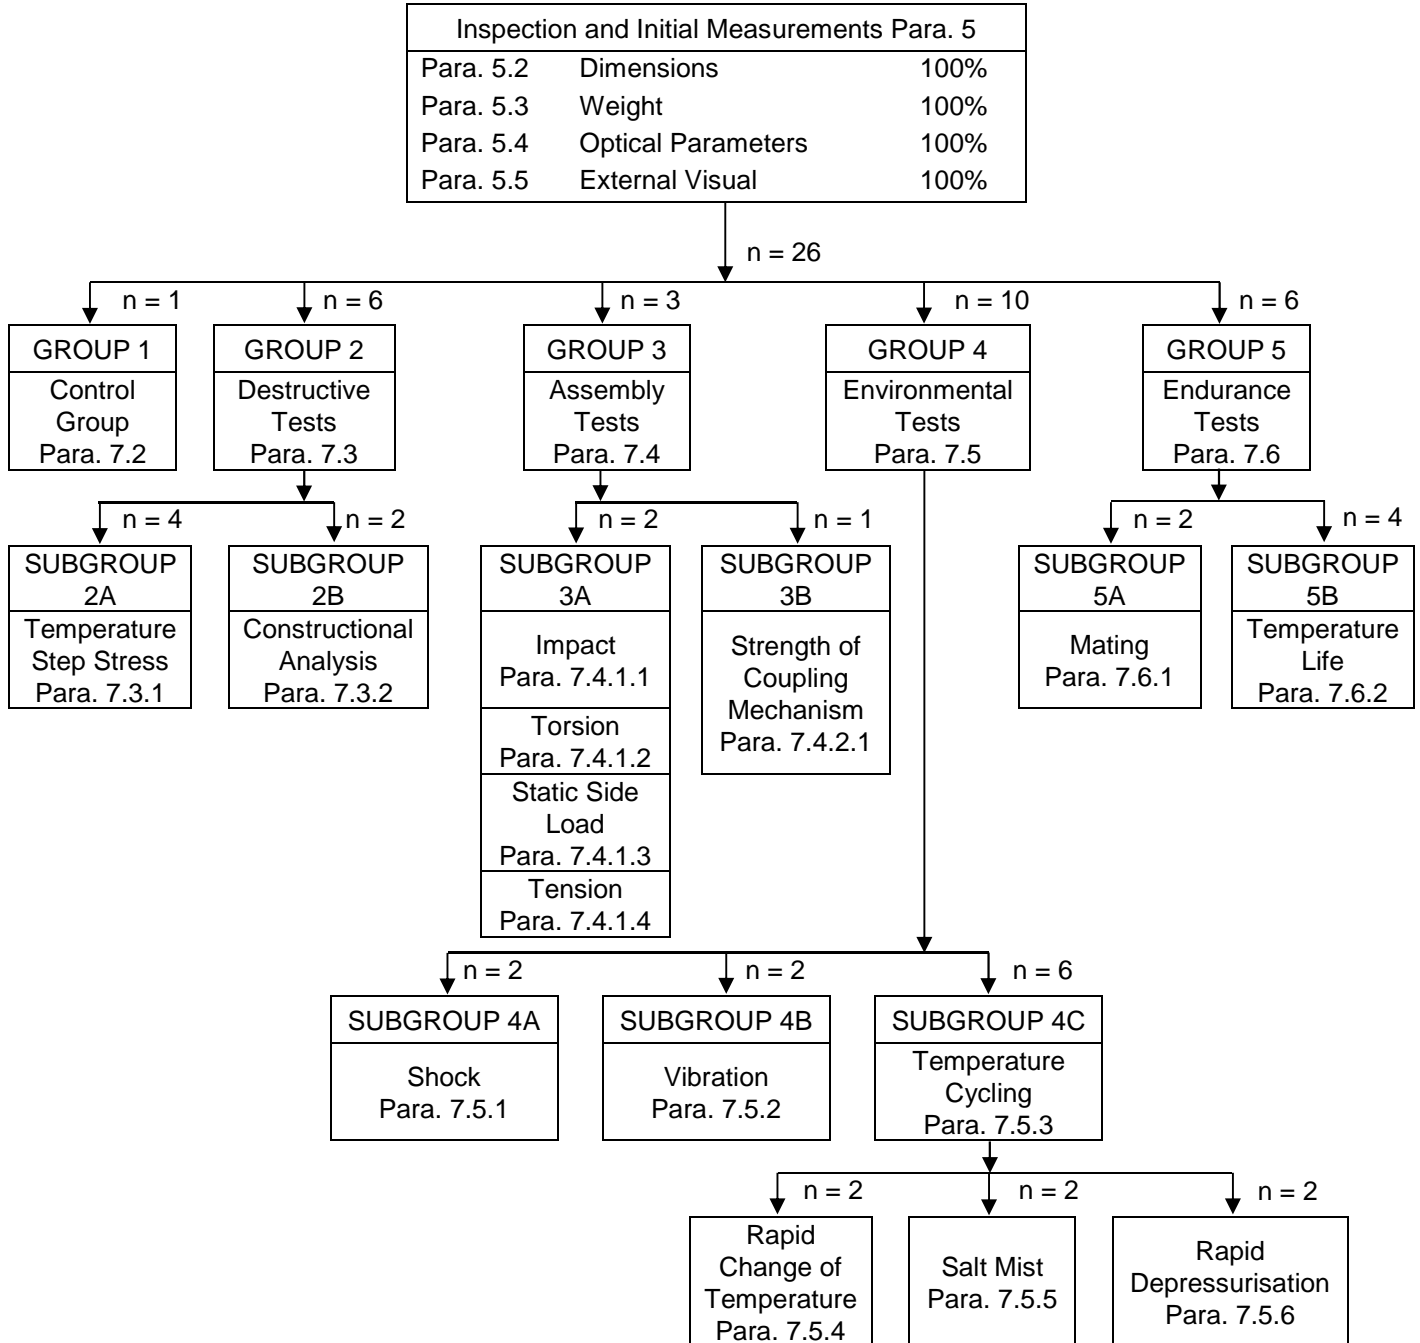 Inspection and Initial Measurements Para. 5
Para. 5.2 Dimensions 100%
Para. 5.3 Weight 100%
Para. 5.4 Optical Parameters 100%
Para. 5.5 External Visual 100%
n = 26
n = 1
n = 6
n = 3
n = 10
n = 6
GROUP 1
Control
Group
Para. 7.2
GROUP 2
Destructive
Tests
Para. 7.3
GROUP 3
Assembly
Tests
Para. 7.4
GROUP 4
Environmental
Tests
Para. 7.5
GROUP 5
Endurance
Tests
Para. 7.6
n = 4
n = 2
n = 2
n = 1
n = 2
n = 4
SUBGROUP
2A
Temperature
Step Stress
Para. 7.3.1
SUBGROUP
2B
Constructional
Analysis
Para. 7.3.2
SUBGROUP
3A
Impact
Para. 7.4.1.1
Torsion
Para. 7.4.1.2
Static Side
Load
Para. 7.4.1.3
Tension
Para. 7.4.1.4
SUBGROUP
3B
Strength of
Coupling
Mechanism
Para. 7.4.2.1
SUBGROUP
5A
Mating
Para. 7.6.1
SUBGROUP
5B
Temperature
Life
Para. 7.6.2
n = 2
n = 2
n = 6
SUBGROUP 4A
Shock
Para. 7.5.1
SUBGROUP 4B
Vibration
Para. 7.5.2
SUBGROUP 4C
Temperature
Cycling
Para. 7.5.3
n = 2
n = 2
n = 2
Rapid
Change of
Temperature
Para. 7.5.4
Salt Mist
Para. 7.5.5
Rapid
Depressurisation
Para. 7.5.6